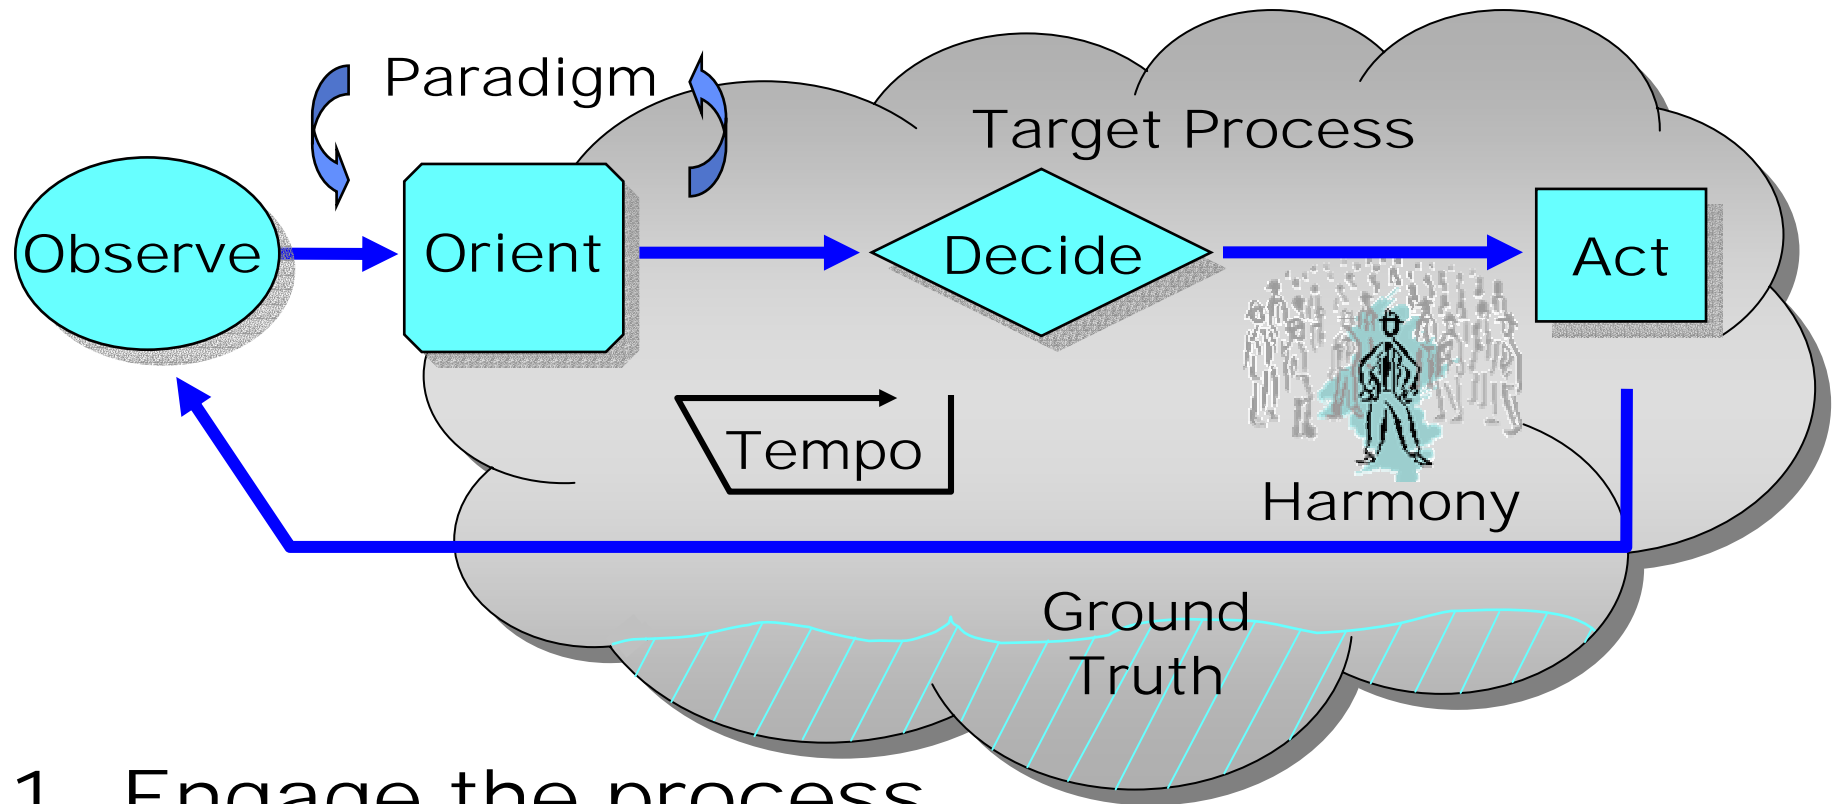 Paradigm
Target Process
Observe
Orient
Decide
Act
Tempo
Harmony
Ground
Truth
1. Engage the process